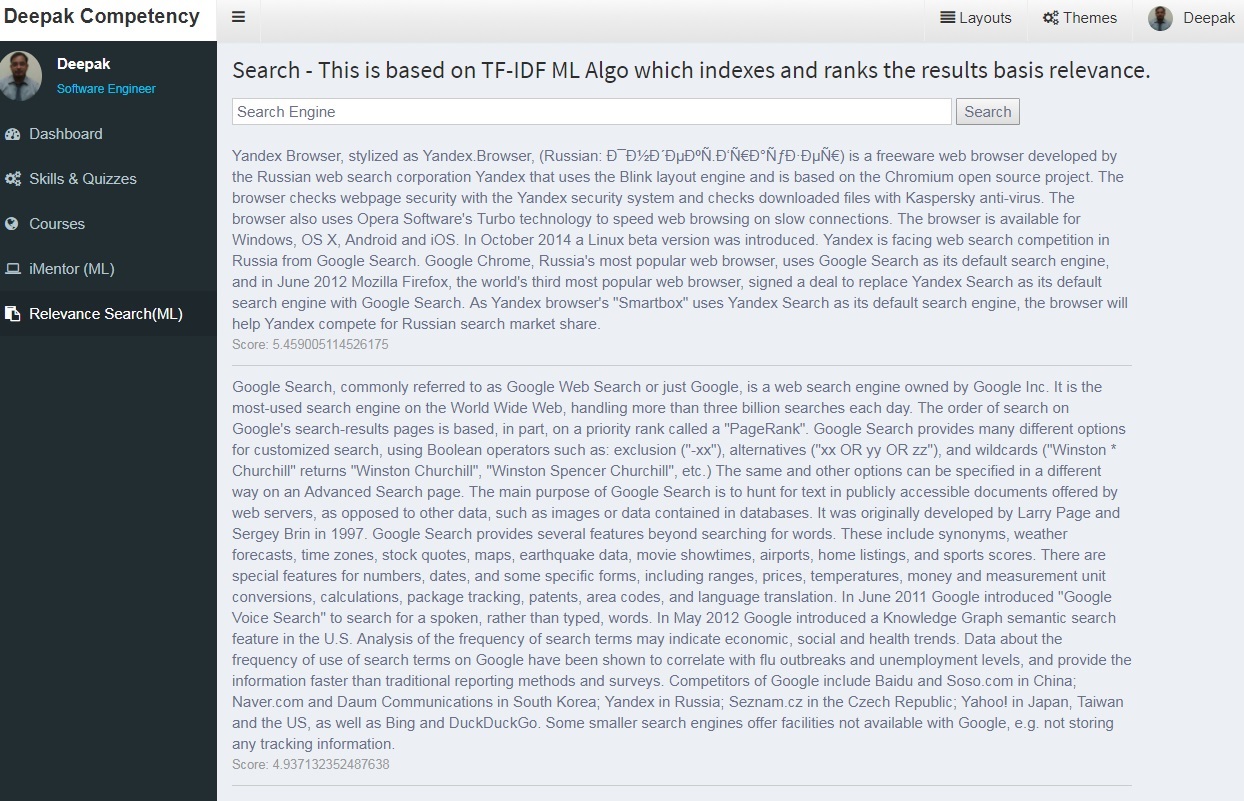 Deepak Competency
Layouts
Themes
Deepak
Deepak
Software Engineer
Dashboard
Skills & Quizzes
Courses
iMentor (ML)
Relevance Search(ML)
Search - This is based on TF-IDF ML Algo which indexes and ranks the results basis relevance.
Search Engine
Search
Yandex Browser, stylized as Yandex.Browser, (Russian: Ð¯Ð½Ð´ÐµÐºÑ.Ð‘Ñ€Ð°ÑƒÐ·ÐµÑ€) is a freeware web browser developed by
the Russian web search corporation Yandex that uses the Blink layout engine and is based on the Chromium open source project. The
browser checks webpage security with the Yandex security system and checks downloaded files with Kaspersky anti-virus. The
browser also uses Opera Software's Turbo technology to speed web browsing on slow connections. The browser is available for
Windows, OS X, Android and iOS. In October 2014 a Linux beta version was introduced. Yandex is facing web search competition in
Russia from Google Search. Google Chrome, Russia's most popular web browser, uses Google Search as its default search engine,
and in June 2012 Mozilla Firefox, the world's third most popular web browser, signed a deal to replace Yandex Search as its default
search engine with Google Search. As Yandex browser's "Smartbox" uses Yandex Search as its default search engine, the browser will
help Yandex compete for Russian search market share.
Score: 5.459005114526175
Google Search, commonly referred to as Google Web Search or just Google, is a web search engine owned by Google Inc. It is the
most-used search engine on the World Wide Web, handling more than three billion searches each day. The order of search on
Google's search-results pages is based, in part, on a priority rank called a "PageRank". Google Search provides many different options
for customized search, using Boolean operators such as: exclusion ("-xx"), alternatives ("xx OR yy OR zz"), and wildcards ("Winston *
Churchill" returns "Winston Churchill", "Winston Spencer Churchill", etc.) The same and other options can be specified in a different
way on an Advanced Search page. The main purpose of Google Search is to hunt for text in publicly accessible documents offered by
web servers, as opposed to other data, such as images or data contained in databases. It was originally developed by Larry Page and
Sergey Brin in 1997. Google Search provides several features beyond searching for words. These include synonyms, weather
forecasts, time zones, stock quotes, maps, earthquake data, movie showtimes, airports, home listings, and sports scores. There are
special features for numbers, dates, and some specific forms, including ranges, prices, temperatures, money and measurement unit
conversions, calculations, package tracking, patents, area codes, and language translation. In June 2011 Google introduced "Google
Voice Search" to search for a spoken, rather than typed, words. In May 2012 Google introduced a Knowledge Graph semantic search
feature in the U.S. Analysis of the frequency of search terms may indicate economic, social and health trends. Data about the
frequency of use of search terms on Google have been shown to correlate with flu outbreaks and unemployment levels, and provide the
information faster than traditional reporting methods and surveys. Competitors of Google include Baidu and Soso.com in China;
Naver.com and Daum Communications in South Korea; Yandex in Russia; Seznam.cz in the Czech Republic; Yahoo! in Japan, Taiwan
and the US, as well as Bing and DuckDuckGo. Some smaller search engines offer facilities not available with Google, e.g. not storing
any tracking information.
Score: 4.937132352487638